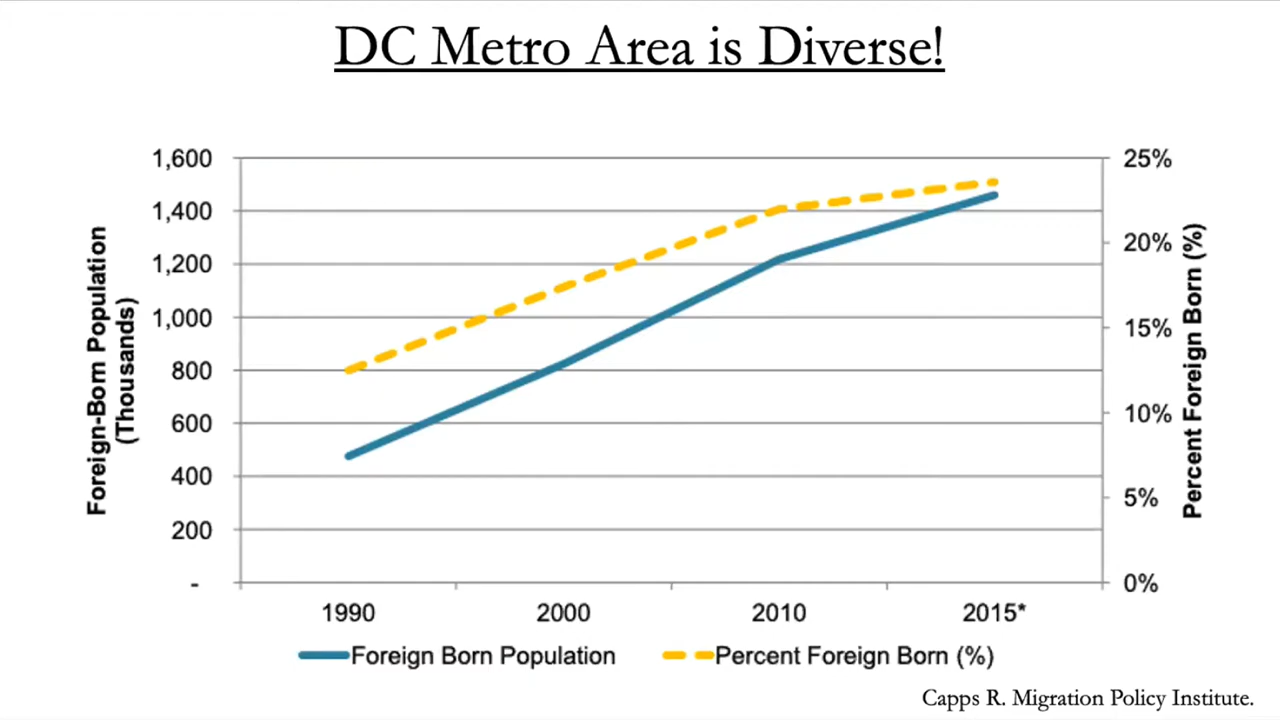 DC Metro Area is Diverse!
1,600
1,400
1,200
1,000
800
600
400
200
-
Foreign-Born Population
(Thousands)
25%
20%
15%
10%
5%
0%
Percent Foreign Born (%)
1990 2000 2010 2015*
Foreign Born Population Percent Foreign Born (%)
Capps R. Migration Policy Institute.